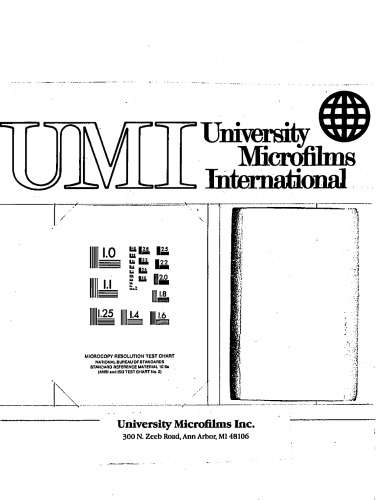 UMI
University
Microfilms
International
1.0
2.8
2.5
3.2
2.2
3.6
1.1
2.0
1.8
1.25
1.4
1.6
MICROCOPY RESOLUTION TEST CHART
NATIONAL BUREAU OF STANDARDS
STANDARD REFERENCE MATERIAL 1010a
(ANSI and ISO TEST CHART No. 2)
University Microfilms Inc.
300 N. Zeeb Road, Ann Arbor, MI 48106